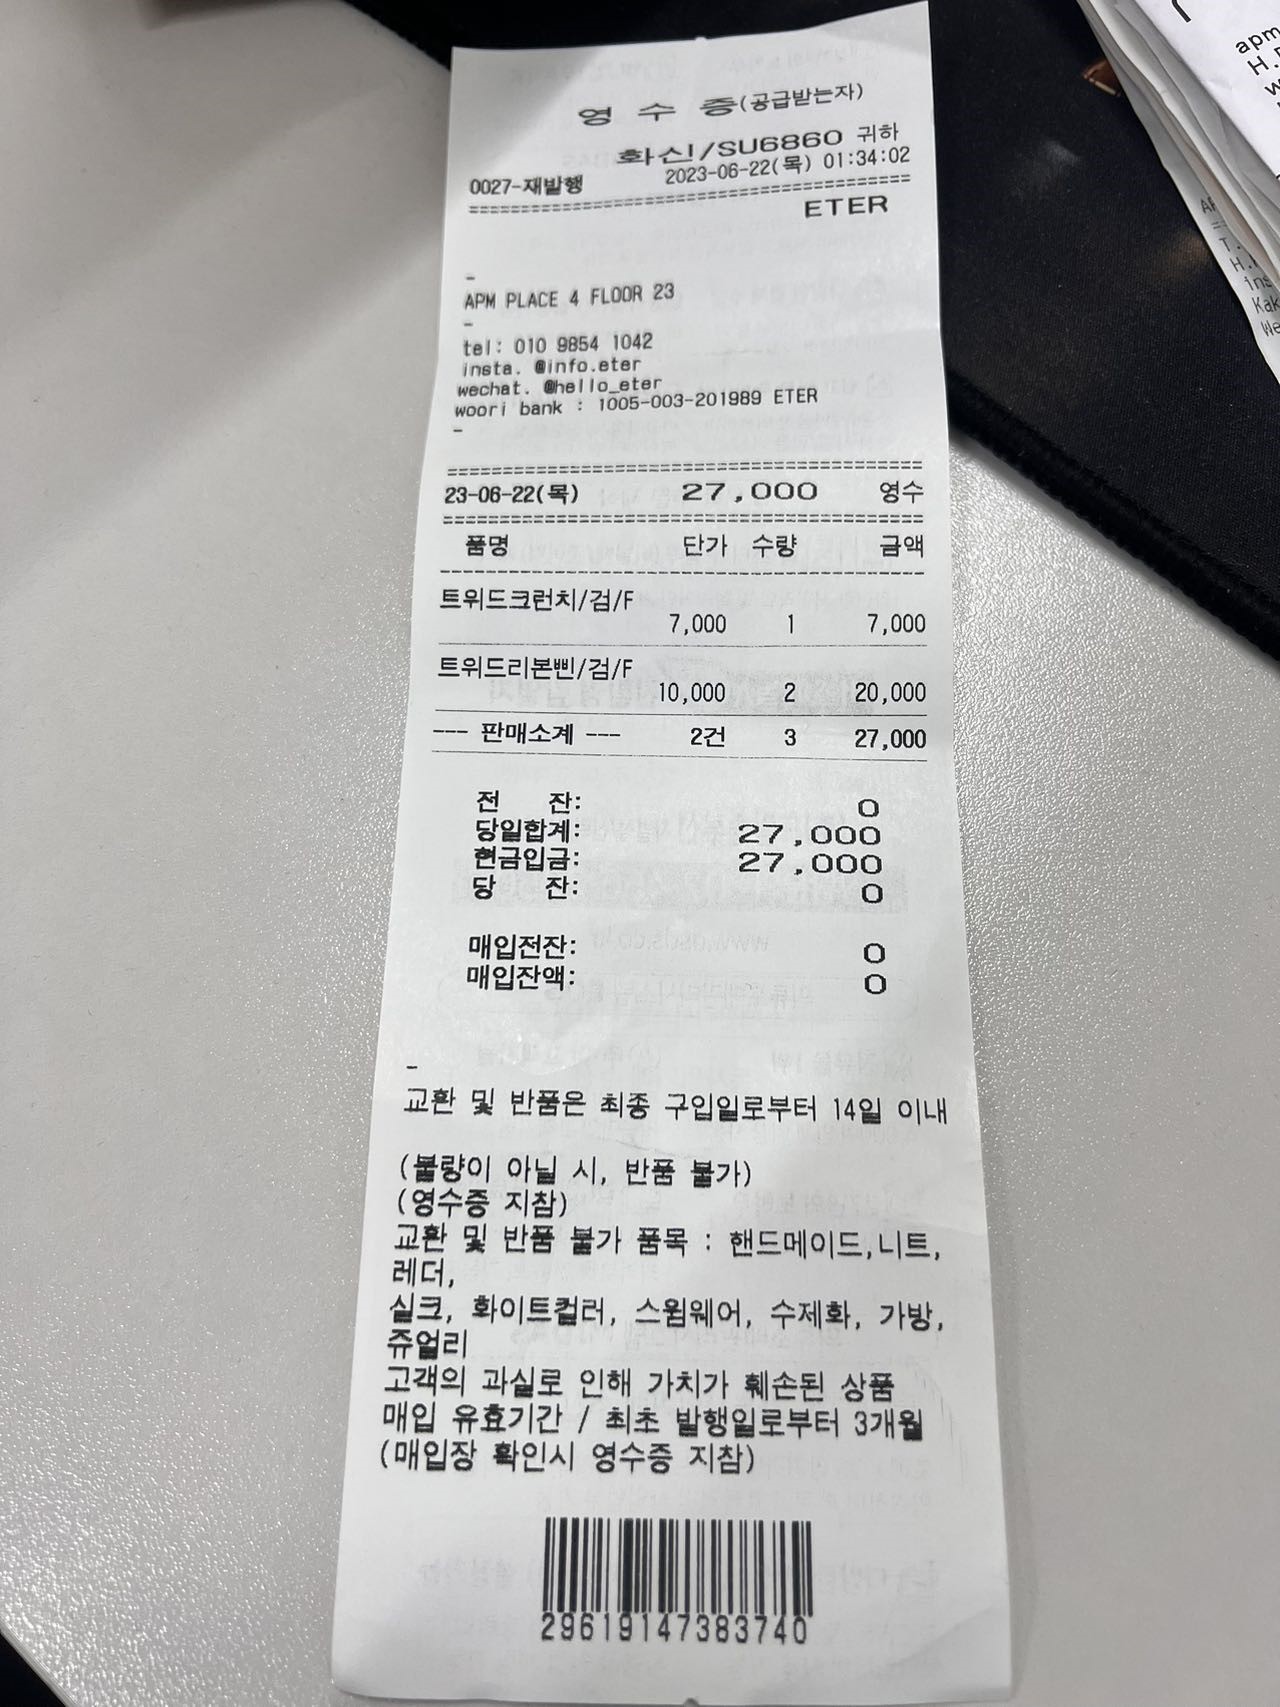 영 수 증(공급받는자)
화신/SU6860 귀하
0027-재발행 2023-06-22(목) 01:34:02
================================================
ETER
-
APM PLACE 4 FLOOR 23
-
tel: 010 9854 1042
insta. @info.eter
wechat. @hello_eter
woori bank : 1005-003-201989 ETER
-
================================================
23-06-22(목) 27,000 영수
================================================
품명 단가 수량 금액
------------------------------------------------
트위드크런치/검/F
7,000 1 7,000
트위드리본삔/검/F
10,000 2 20,000
--- 판매소계 --- 2건 3 27,000
전 잔: 0
당일합계: 27,000
현금입금: 27,000
당 잔: 0
매입전잔: 0
매입잔액: 0
-
교환 및 반품은 최종 구입일로부터 14일 이내
(불량이 아닐 시, 반품 불가)
(영수증 지참)
교환 및 반품 불가 품목 : 핸드메이드,니트,
레더,
실크, 화이트컬러, 스윔웨어, 수제화, 가방,
쥬얼리
고객의 과실로 인해 가치가 훼손된 상품
매입 유효기간 / 최초 발행일로부터 3개월
(매입장 확인시 영수증 지참)
29619147383740
apm